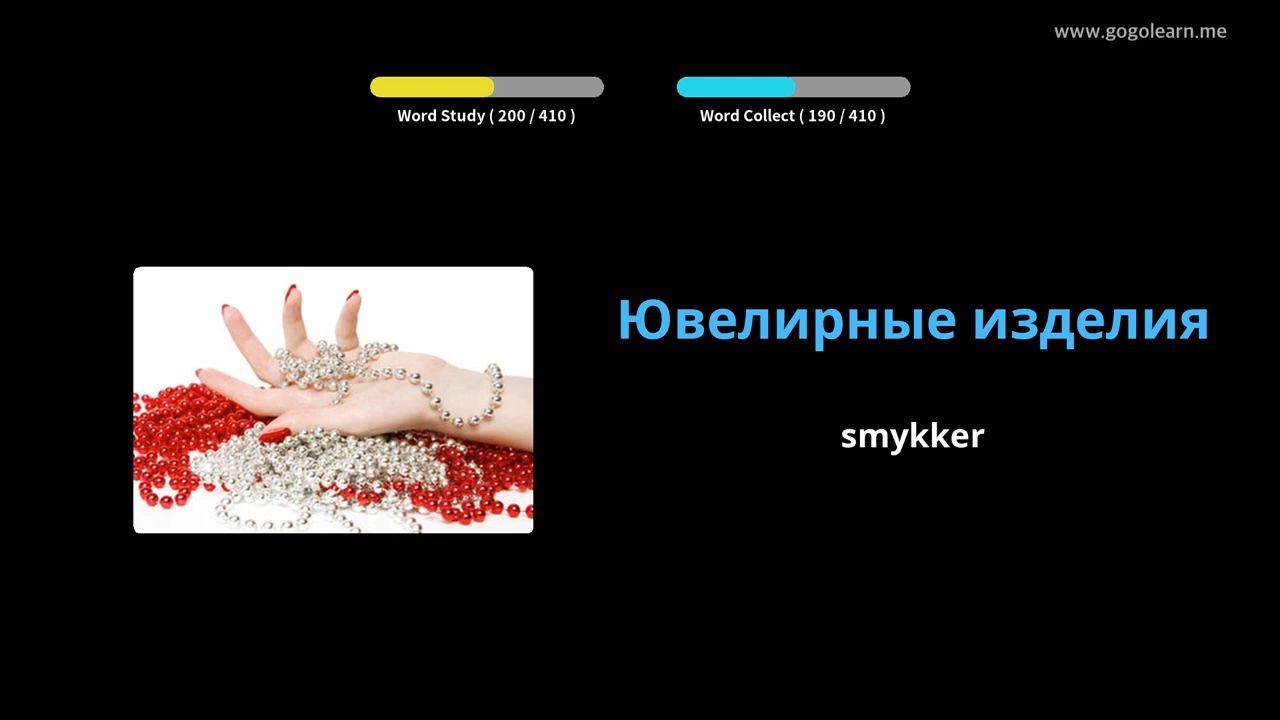 www.gogolearn.me
Word Study ( 200 / 410 )
Word Collect ( 190 / 410 )
Ювелирные изделия
smykker